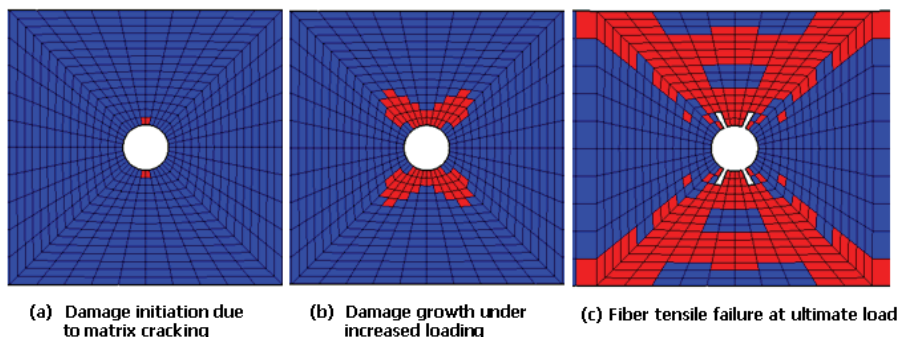 (a) Damage initiation due
to matrix cracking
(b) Damage growth under
increased loading
(c) Fiber tensile failure at ultimate load